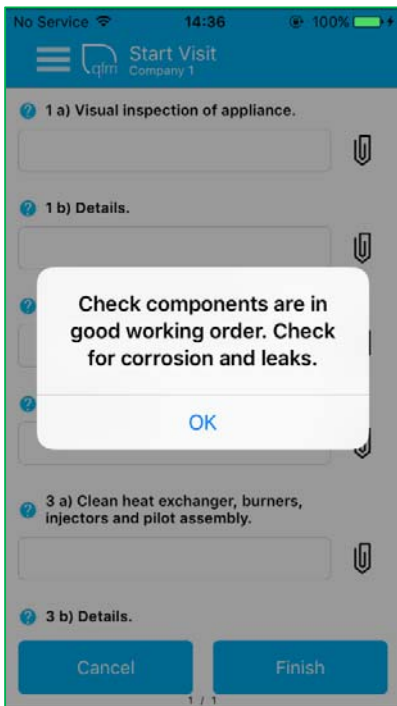 No Service 14:36 100%
Start Visit
qfm Company 1
1 a) Visual inspection of appliance.
1 b) Details.
Check components are in
good working order. Check
for corrosion and leaks.
OK
3 a) Clean heat exchanger, burners,
injectors and pilot assembly.
3 b) Details.
Cancel Finish
1 / 1